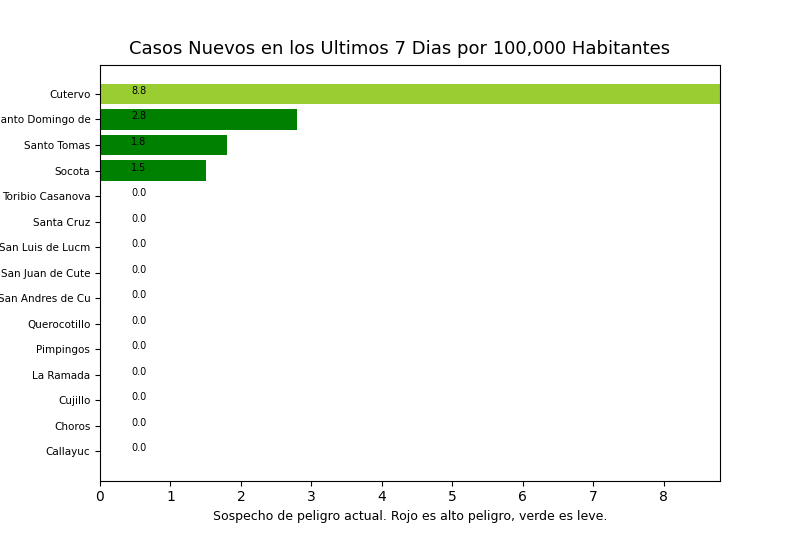 Casos Nuevos en los Ultimos 7 Dias por 100,000 Habitantes
Cutervo 8.8
anto Domingo de 2.8
Santo Tomas 1.8
Socota 1.5
Toribio Casanova 0.0
Santa Cruz 0.0
San Luis de Lucm 0.0
San Juan de Cute 0.0
San Andres de Cu 0.0
Querocotillo 0.0
Pimpingos 0.0
La Ramada 0.0
Cujillo 0.0
Choros 0.0
Callayuc 0.0
0 1 2 3 4 5 6 7 8
Sospecho de peligro actual. Rojo es alto peligro, verde es leve.